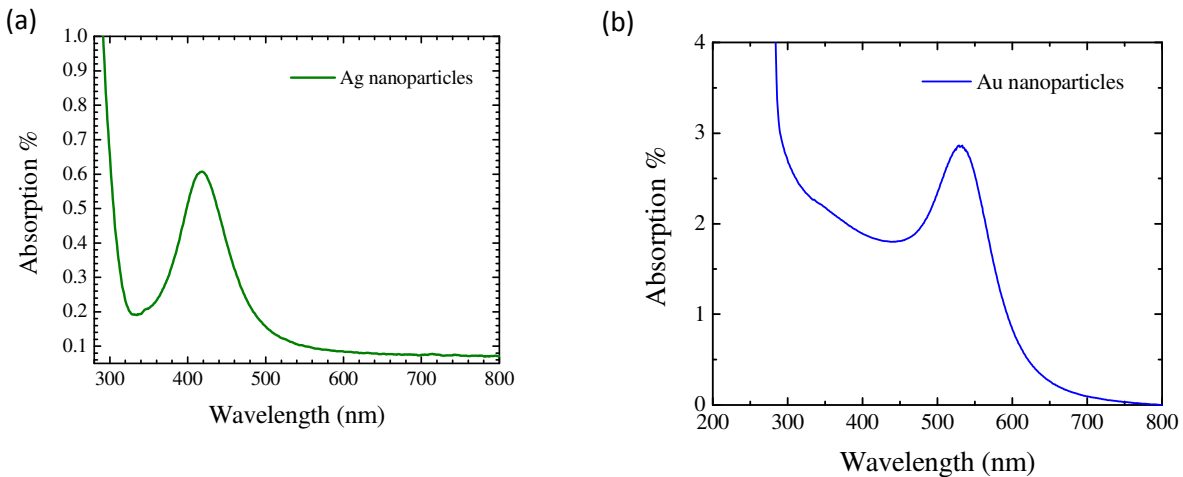 (a)
1.0
0.9
0.8
0.7
0.6
0.5
0.4
0.3
0.2
0.1
Absorption %
Ag nanoparticles
300 400 500 600 700 800
Wavelength (nm)
(b)
4
3
2
1
0
Absorption %
Au nanoparticles
200 300 400 500 600 700 800
Wavelength (nm)